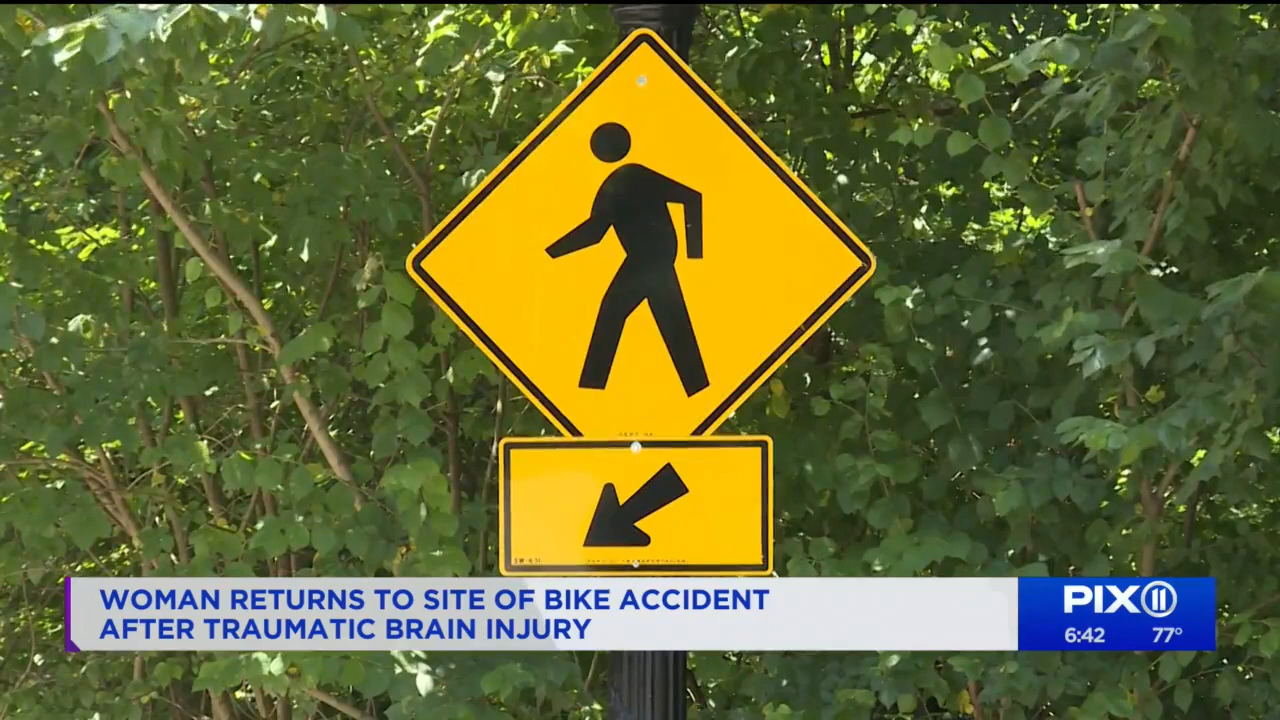 WOMAN RETURNS TO SITE OF BIKE ACCIDENT
AFTER TRAUMATIC BRAIN INJURY
PIX11
6:42 77°